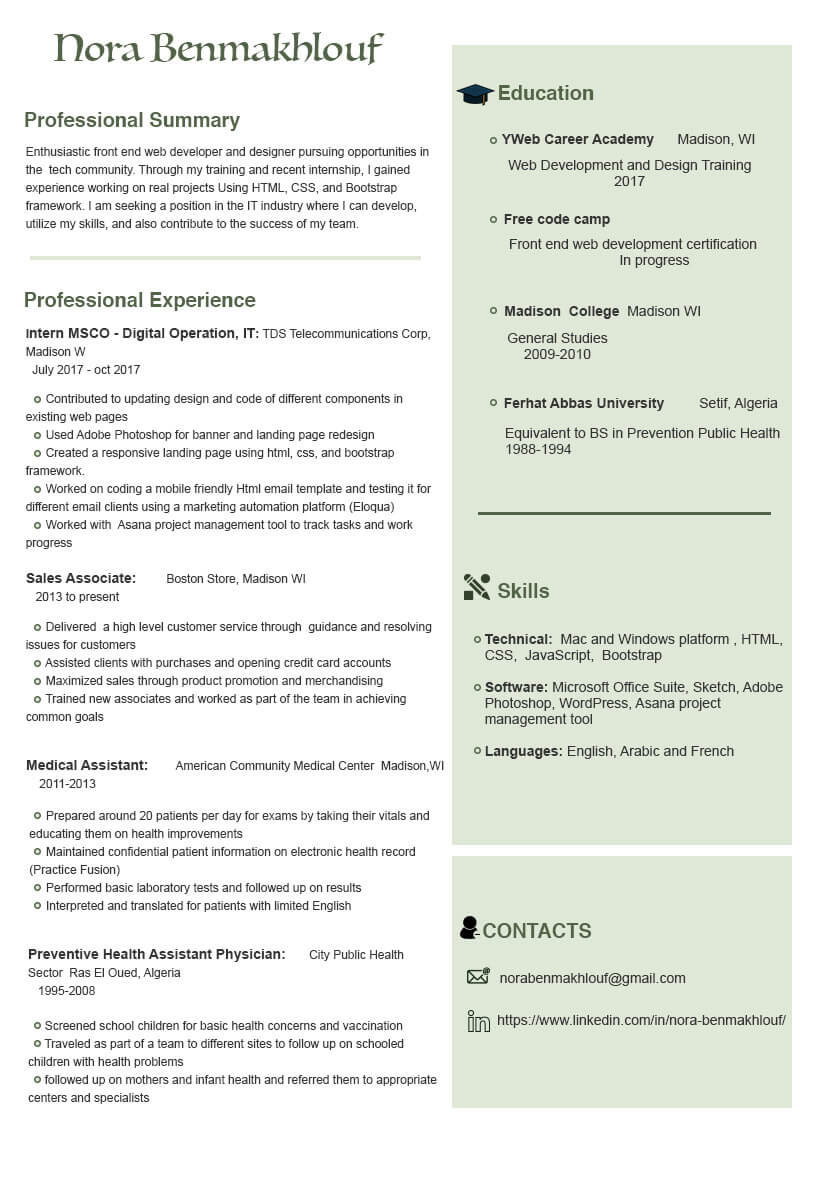 Nora Benmakhlouf
Professional Summary
Enthusiastic front end web developer and designer pursuing opportunities in
the tech community. Through my training and recent internship, I gained
experience working on real projects Using HTML, CSS, and Bootstrap
framework. I am seeking a position in the IT industry where I can develop,
utilize my skills, and also contribute to the success of my team.
Professional Experience
Intern MSCO - Digital Operation, IT: TDS Telecommunications Corp,
Madison W
July 2017 - oct 2017
Contributed to updating design and code of different components in
existing web pages
Used Adobe Photoshop for banner and landing page redesign
Created a responsive landing page using html, css, and bootstrap
framework.
Worked on coding a mobile friendly Html email template and testing it for
different email clients using a marketing automation platform (Eloqua)
Worked with Asana project management tool to track tasks and work
progress
Sales Associate: Boston Store, Madison WI
2013 to present
Delivered a high level customer service through guidance and resolving
issues for customers
Assisted clients with purchases and opening credit card accounts
Maximized sales through product promotion and merchandising
Trained new associates and worked as part of the team in achieving
common goals
Medical Assistant: American Community Medical Center Madison,WI
2011-2013
Prepared around 20 patients per day for exams by taking their vitals and
educating them on health improvements
Maintained confidential patient information on electronic health record
(Practice Fusion)
Performed basic laboratory tests and followed up on results
Interpreted and translated for patients with limited English
Preventive Health Assistant Physician: City Public Health
Sector Ras El Oued, Algeria
1995-2008
Screened school children for basic health concerns and vaccination
Traveled as part of a team to different sites to follow up on schooled
children with health problems
followed up on mothers and infant health and referred them to appropriate
centers and specialists
Education
YWeb Career Academy Madison, WI
Web Development and Design Training
2017
Free code camp
Front end web development certification
In progress
Madison College Madison WI
General Studies
2009-2010
Ferhat Abbas University Setif, Algeria
Equivalent to BS in Prevention Public Health
1988-1994
Skills
Technical: Mac and Windows platform , HTML,
CSS, JavaScript, Bootstrap
Software: Microsoft Office Suite, Sketch, Adobe
Photoshop, WordPress, Asana project
management tool
Languages: English, Arabic and French
CONTACTS
norabenmakhlouf@gmail.com
https://www.linkedin.com/in/nora-benmakhlouf/